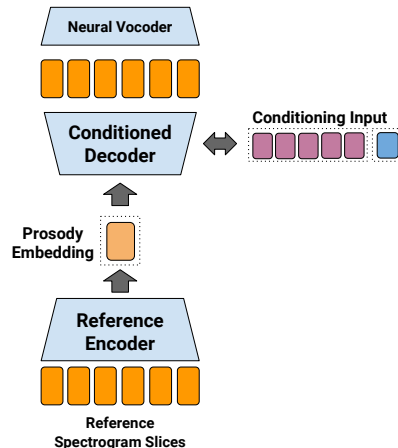 Neural Vocoder
Conditioned
Decoder
Conditioning Input
Prosody
Embedding
Reference
Encoder
Reference
Spectrogram Slices